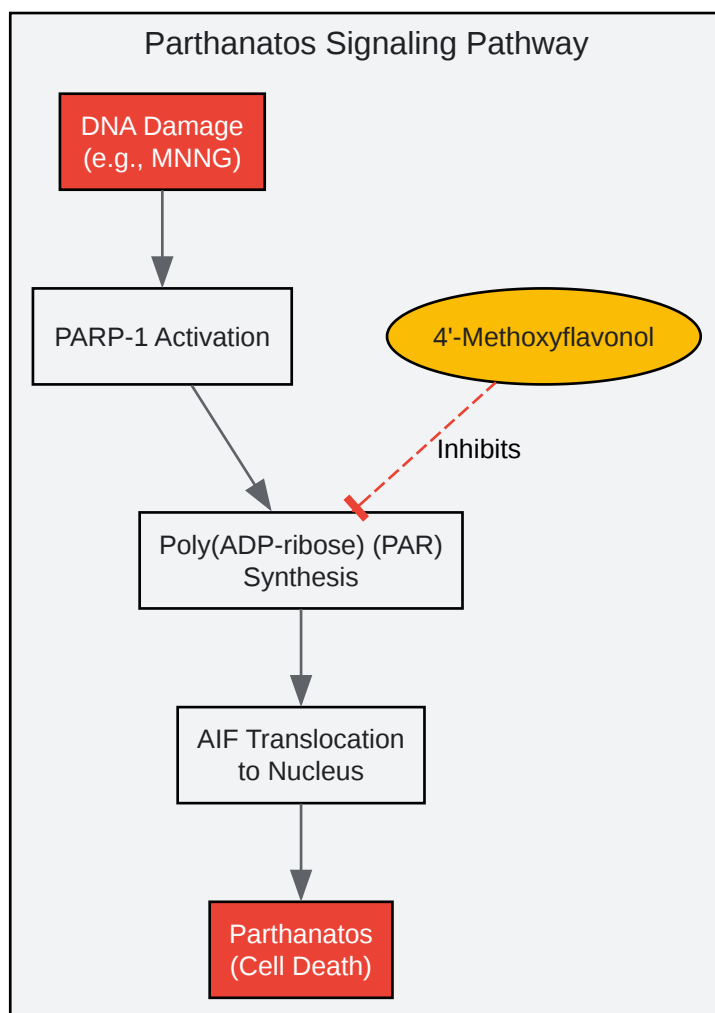 Parthanatos Signaling Pathway
DNA Damage
(e.g., MNNG)
PARP-1 Activation
4'-Methoxyflavonol
Inhibits
Poly(ADP-ribose) (PAR)
Synthesis
AIF Translocation
to Nucleus
Parthanatos
(Cell Death)